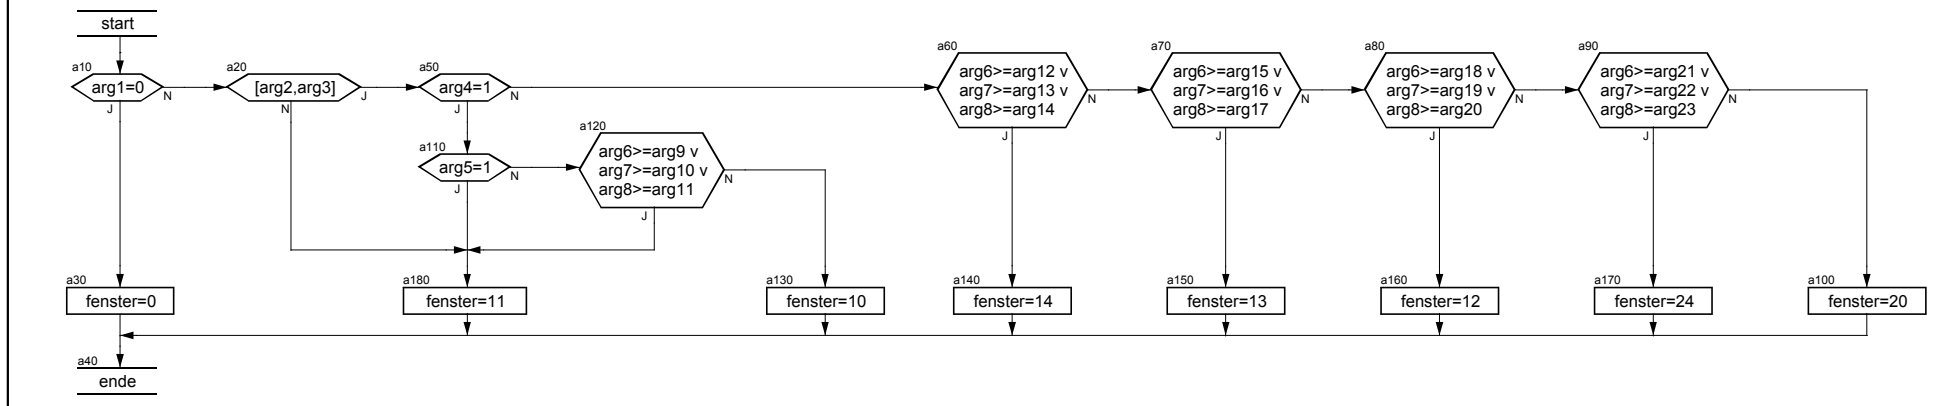 start
a10
arg1=0
N
J
a20
[arg2,arg3]
J
N
a50
arg4=1
N
J
a60
arg6>=arg12 v
arg7>=arg13 v
arg8>=arg14
N
J
a70
arg6>=arg15 v
arg7>=arg16 v
arg8>=arg17
N
J
a80
arg6>=arg18 v
arg7>=arg19 v
arg8>=arg20
N
J
a90
arg6>=arg21 v
arg7>=arg22 v
arg8>=arg23
N
J
a110
arg5=1
N
J
a120
arg6>=arg9 v
arg7>=arg10 v
arg8>=arg11
N
J
a30
fenster=0
a180
fenster=11
a130
fenster=10
a140
fenster=14
a150
fenster=13
a160
fenster=12
a170
fenster=24
a100
fenster=20
a40
ende